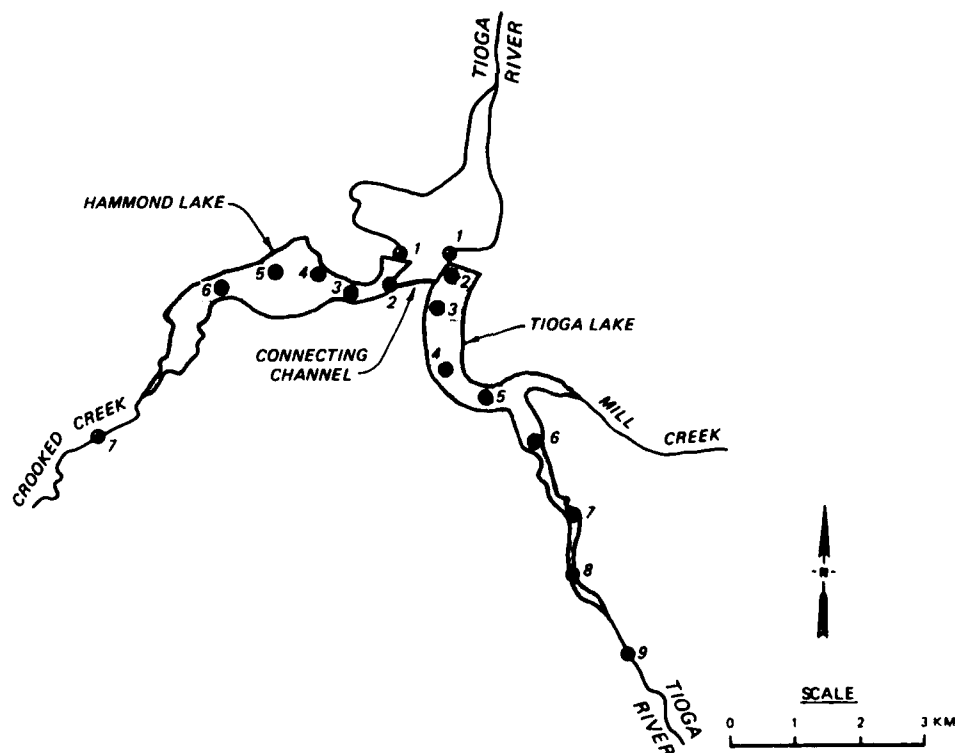 TIOGA
RIVER
HAMMOND LAKE
1
1
5
4
2
6
3
2
3
TIOGA LAKE
CONNECTING
CHANNEL
4
5
MILL
CREEK
CROOKED CREEK
7
6
7
N
8
9
TIOGA
RIVER
SCALE
0 1 2 3 KM